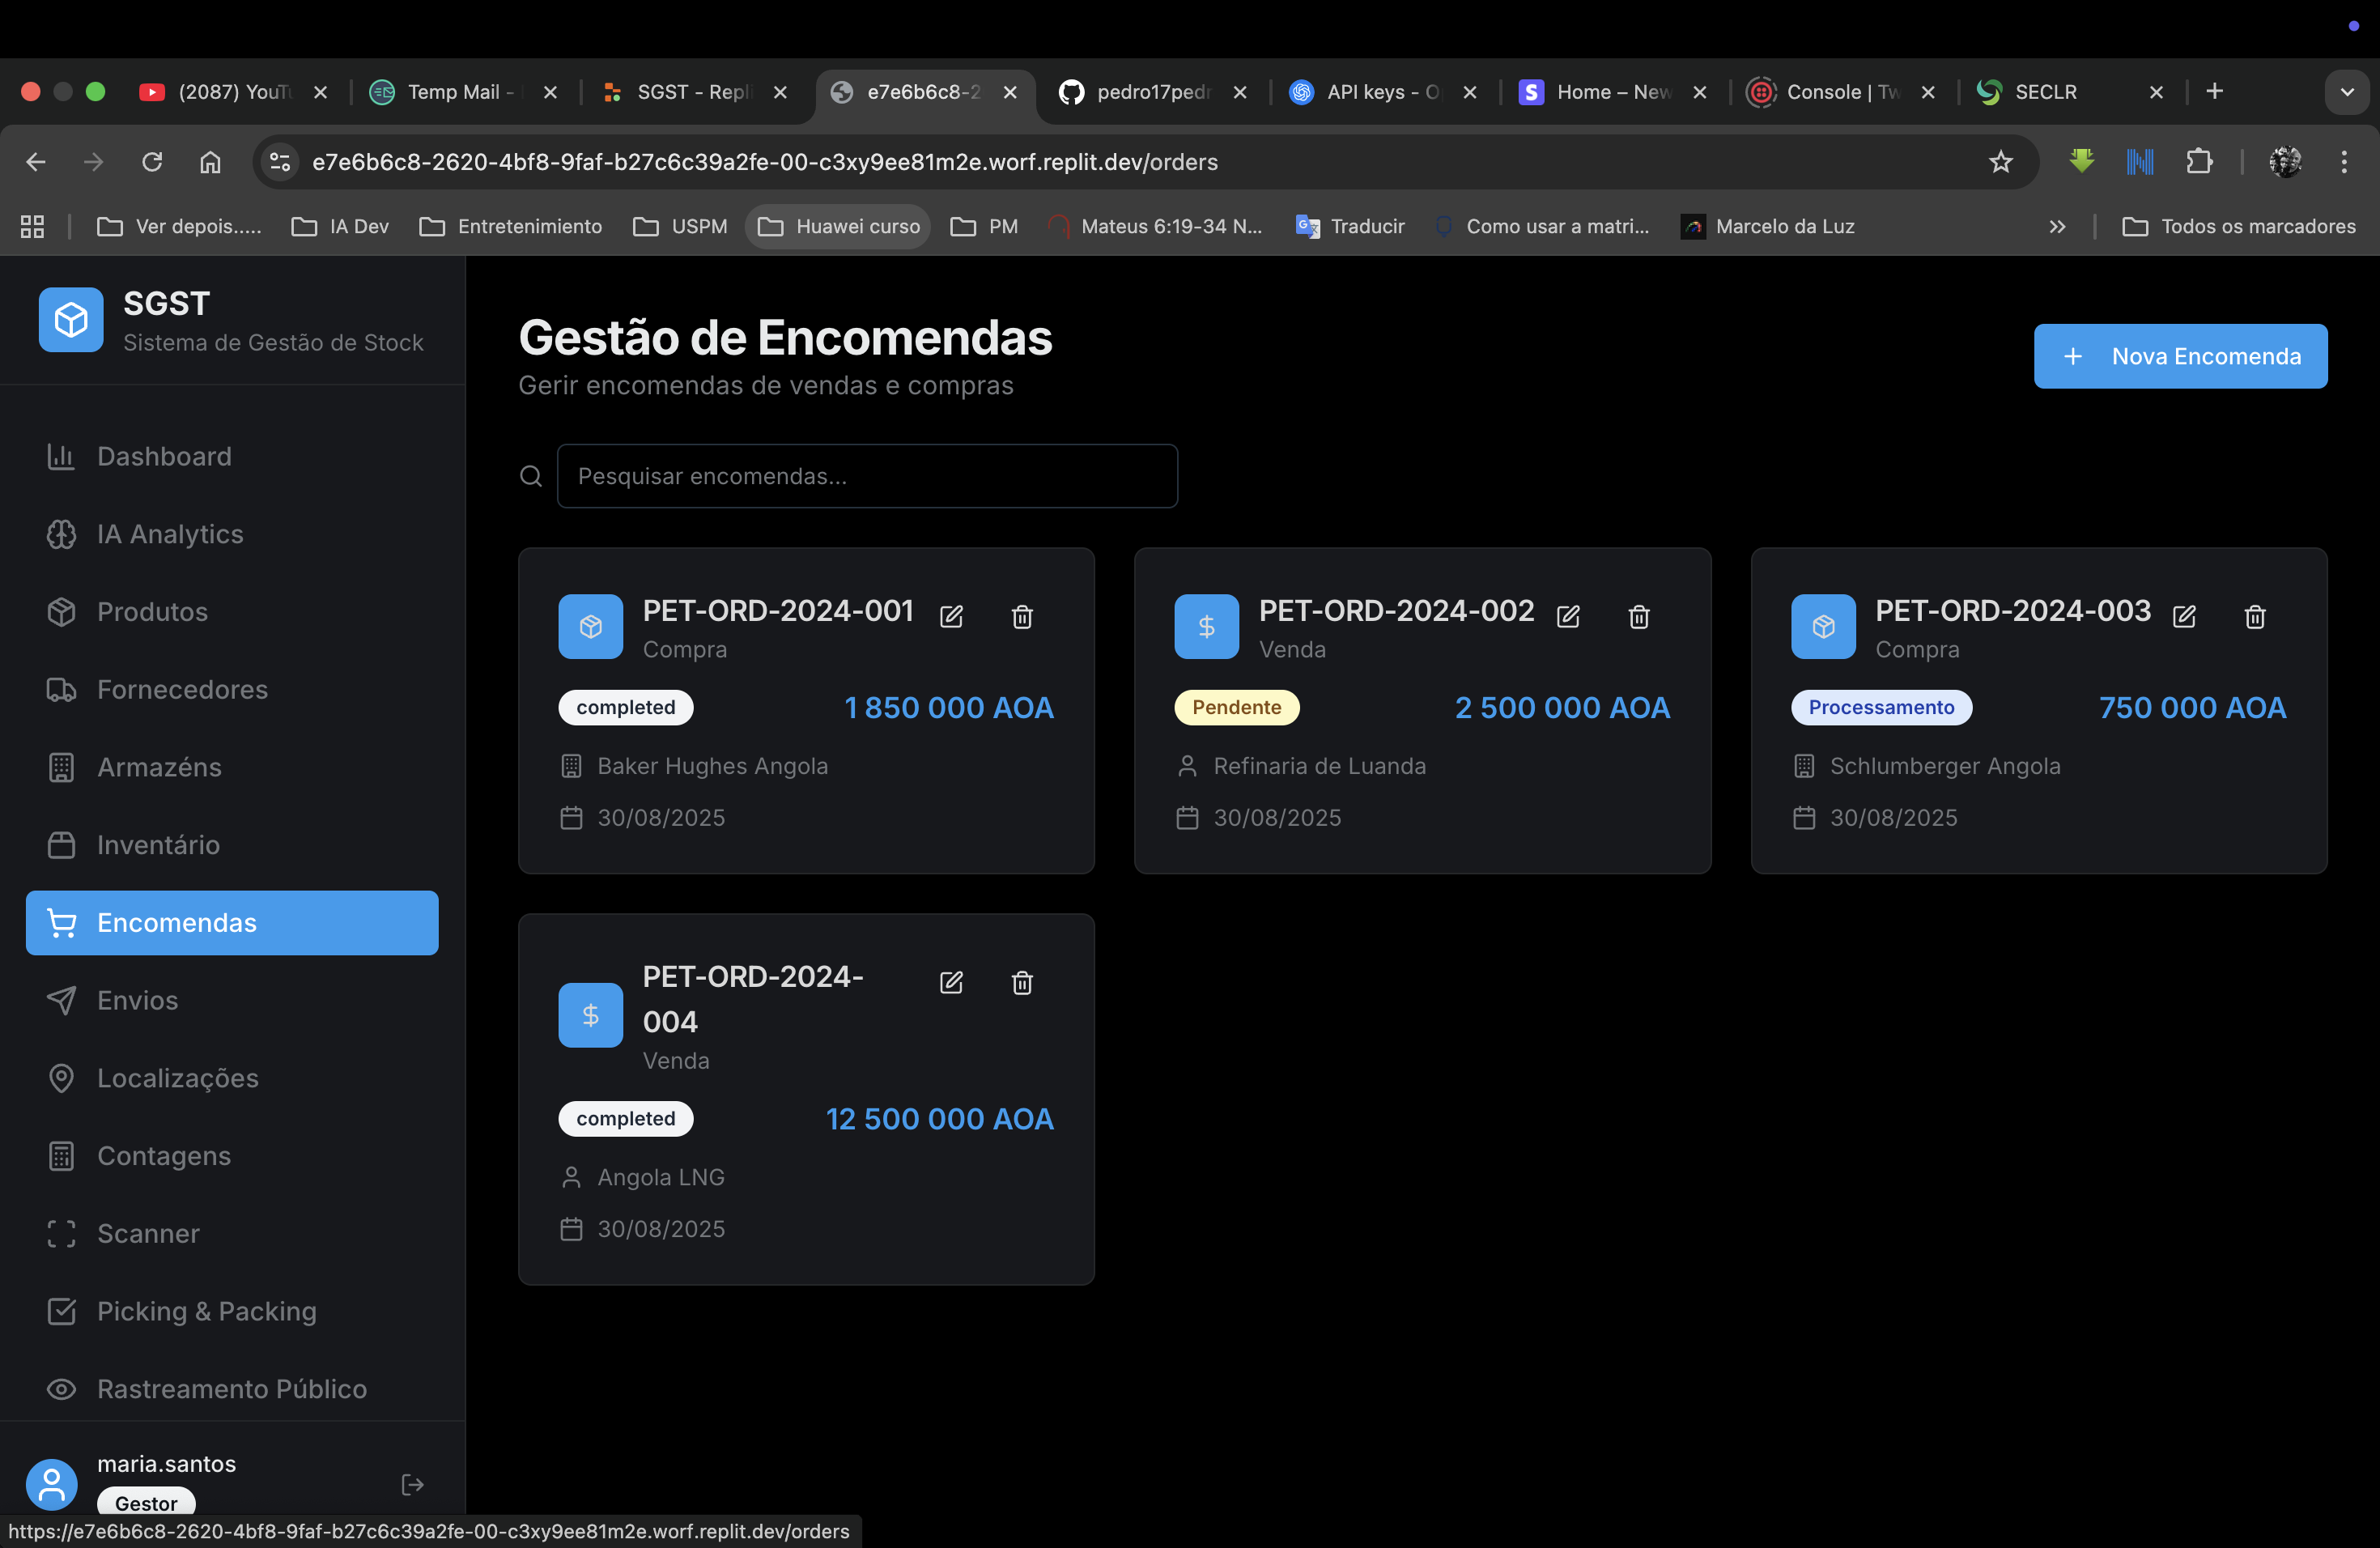 (2087) YouTu
Temp Mail -
SGST - Repli
e7e6b6c8-2
pedro17pedr
API keys - O
Home – New
Console | Tw
SECLR
e7e6b6c8-2620-4bf8-9faf-b27c6c39a2fe-00-c3xy9ee81m2e.worf.replit.dev/orders
Ver depois.....
IA Dev
Entretenimiento
USPM
Huawei curso
PM
Mateus 6:19-34 N...
Traducir
Como usar a matri...
Marcelo da Luz
Todos os marcadores
SGST
Sistema de Gestão de Stock
Dashboard
IA Analytics
Produtos
Fornecedores
Armazéns
Inventário
Encomendas
Envios
Localizações
Contagens
Scanner
Picking & Packing
Rastreamento Público
maria.santos
Gestor
Gestão de Encomendas
Gerir encomendas de vendas e compras
Nova Encomenda
Pesquisar encomendas...
PET-ORD-2024-001
Compra
completed
1 850 000 AOA
Baker Hughes Angola
30/08/2025
PET-ORD-2024-002
Venda
Pendente
2 500 000 AOA
Refinaria de Luanda
30/08/2025
PET-ORD-2024-003
Compra
Processamento
750 000 AOA
Schlumberger Angola
30/08/2025
PET-ORD-2024-
004
Venda
completed
12 500 000 AOA
Angola LNG
30/08/2025
https://e7e6b6c8-2620-4bf8-9faf-b27c6c39a2fe-00-c3xy9ee81m2e.worf.replit.dev/orders